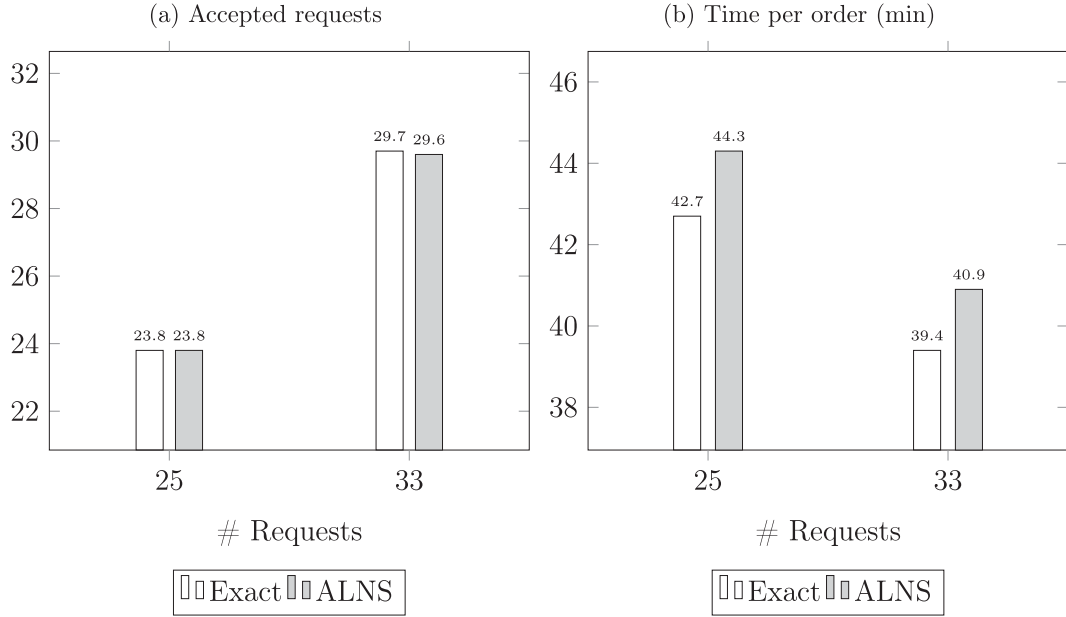 (a) Accepted requests
32
30
28
26
24
22
23.8 23.8
29.7 29.6
25 33
# Requests
Exact ALNS
(b) Time per order (min)
46
44
42
40
38
42.7 44.3
39.4 40.9
25 33
# Requests
Exact ALNS